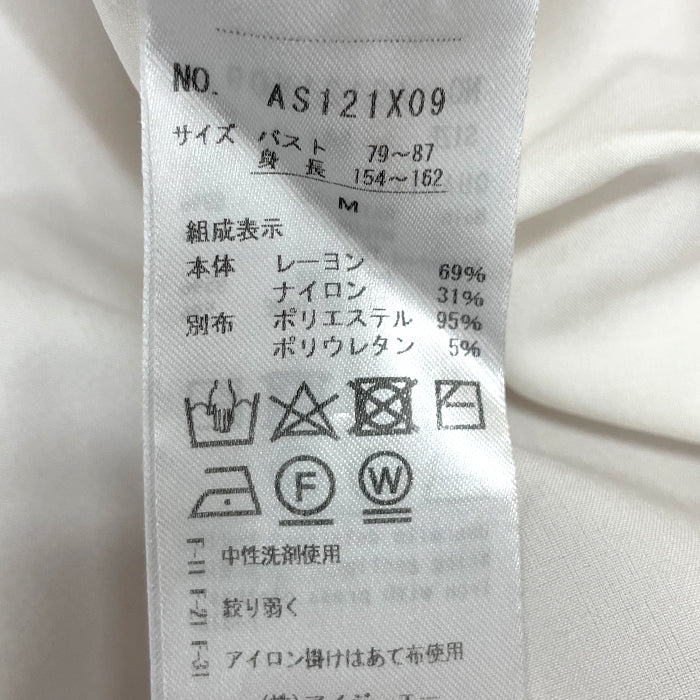 NO. AS121X09
サイズ バスト 79~87
身長 154~162
M
組成表示
本体 レーヨン 69%
ナイロン 31%
別布 ポリエステル 95%
ポリウレタン 5%
F
W
F-11 中性洗剤使用
F-21 絞り弱く
F-31 アイロン掛けはあて布使用